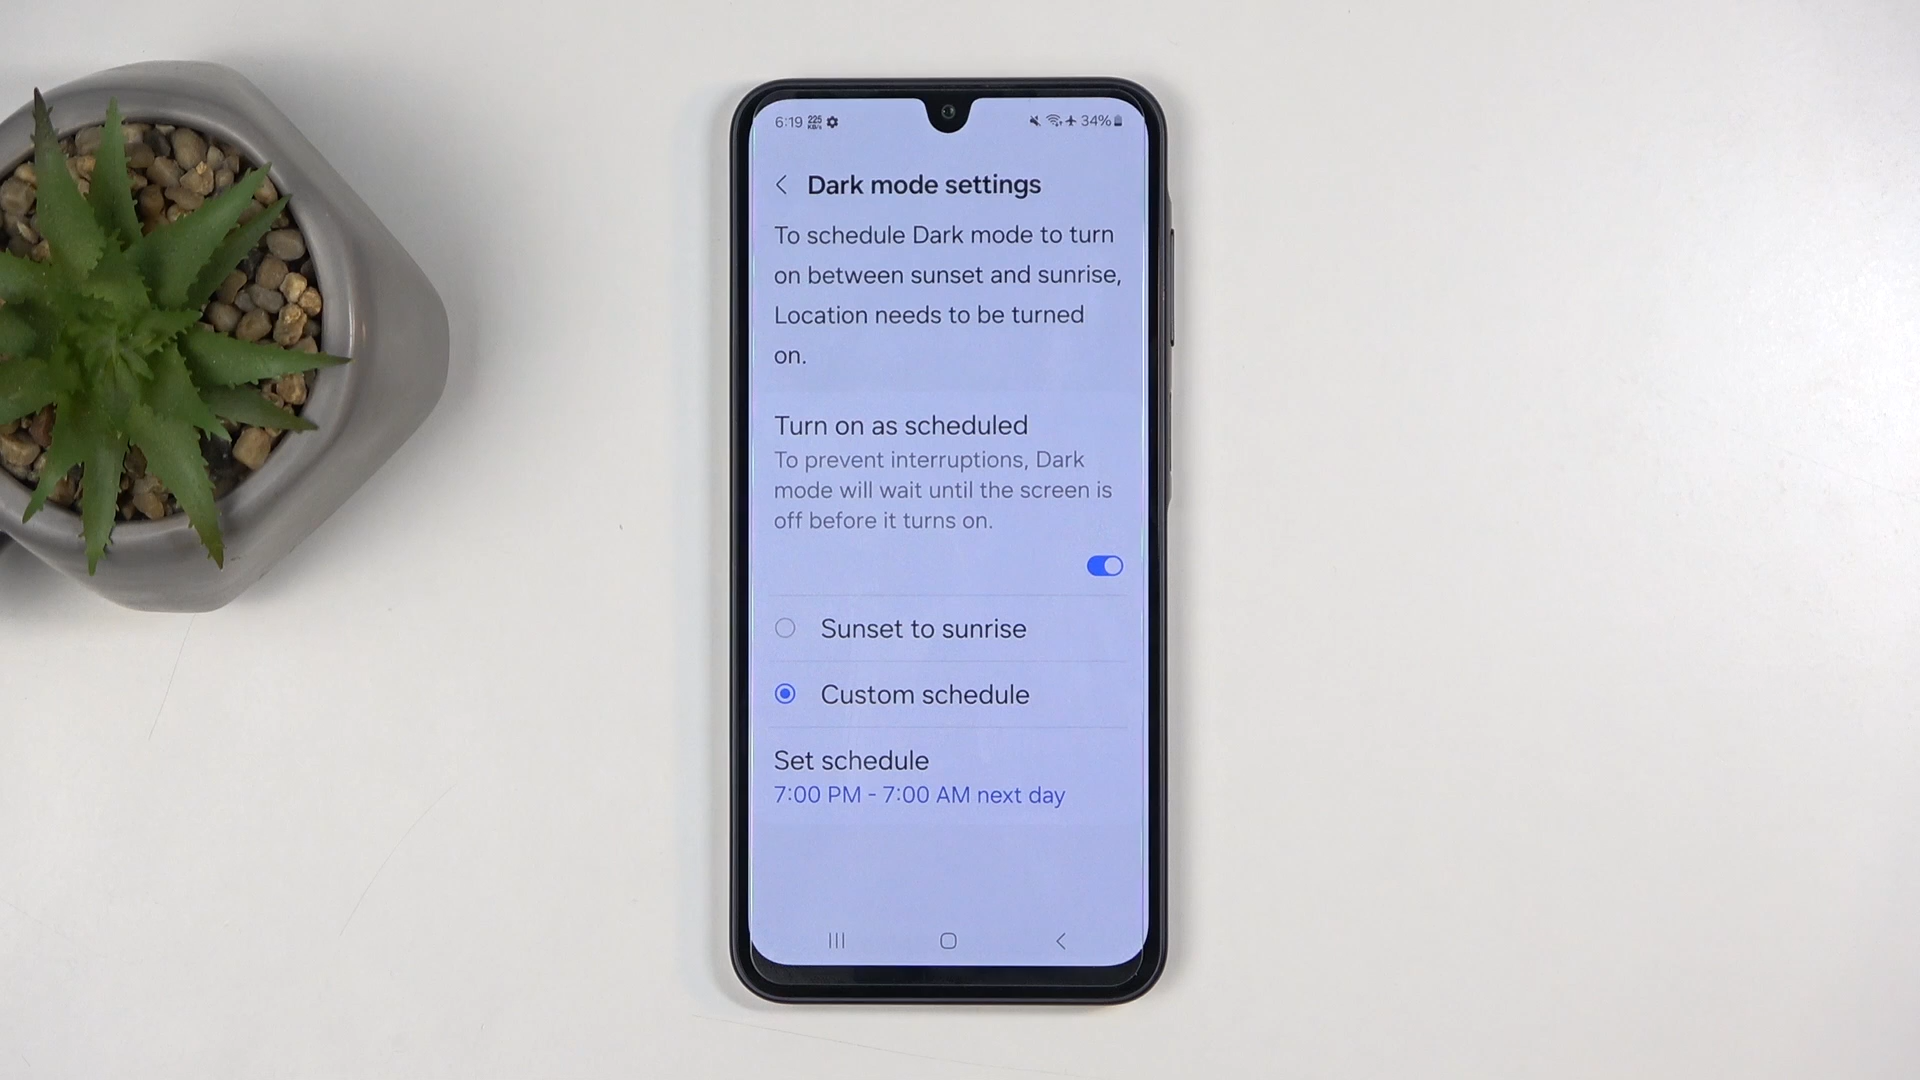 6:19 225 KB/s 34%
Dark mode settings
To schedule Dark mode to turn
on between sunset and sunrise,
Location needs to be turned
on.
Turn on as scheduled
To prevent interruptions, Dark
mode will wait until the screen is
off before it turns on.
Sunset to sunrise
Custom schedule
Set schedule
7:00 PM - 7:00 AM next day